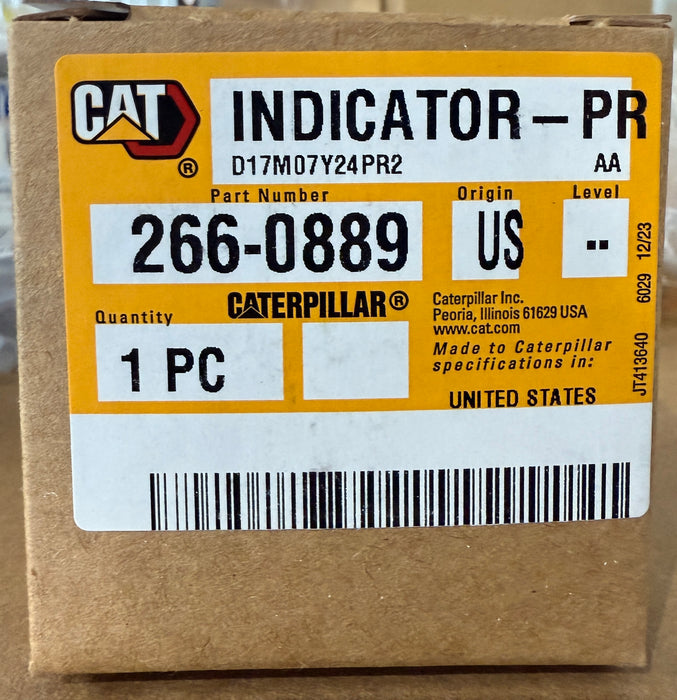 CAT
®
INDICATOR-PR
D17M07Y24PR2 AA
Part Number Origin Level
266-0889 US --
Quantity CATERPILLAR®
1 PC
Caterpillar Inc.
Peoria, Illinois 61629 USA
www.cat.com
Made to Caterpillar
specifications in:
UNITED STATES
JT413640 6029 12/23